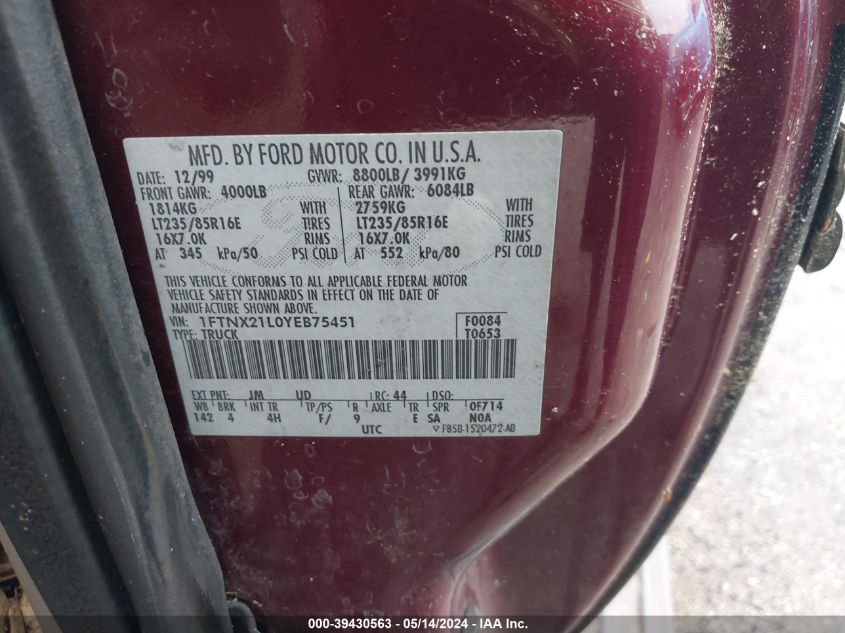 MFD. BY FORD MOTOR CO. IN U.S.A.
DATE: 12/99 GVWR: 8800LB/ 3991KG
FRONT GAWR: 4000LB REAR GAWR: 6084LB
1814KG WITH 2759KG WITH
LT235/85R16E TIRES LT235/85R16E TIRES
16X7.0K RIMS 16X7.0K RIMS
AT 345 kPa/50 PSI COLD AT 552 kPa/80 PSI COLD
THIS VEHICLE CONFORMS TO ALL APPLICABLE FEDERAL MOTOR
VEHICLE SAFETY STANDARDS IN EFFECT ON THE DATE OF
MANUFACTURE SHOWN ABOVE.
VIN: 1FTNX21L0YEB75451 F0084
TYPE: TRUCK T0653
EXT PNT: JM UD RC: 44 DSO:
WB BRK INT TR TP/PS R AXLE TR SPR 0F714
142 4 4H F/ 9 E SA N0A
UTC F85B-1520472-AB
000-39430563 - 05/14/2024 - IAA Inc.